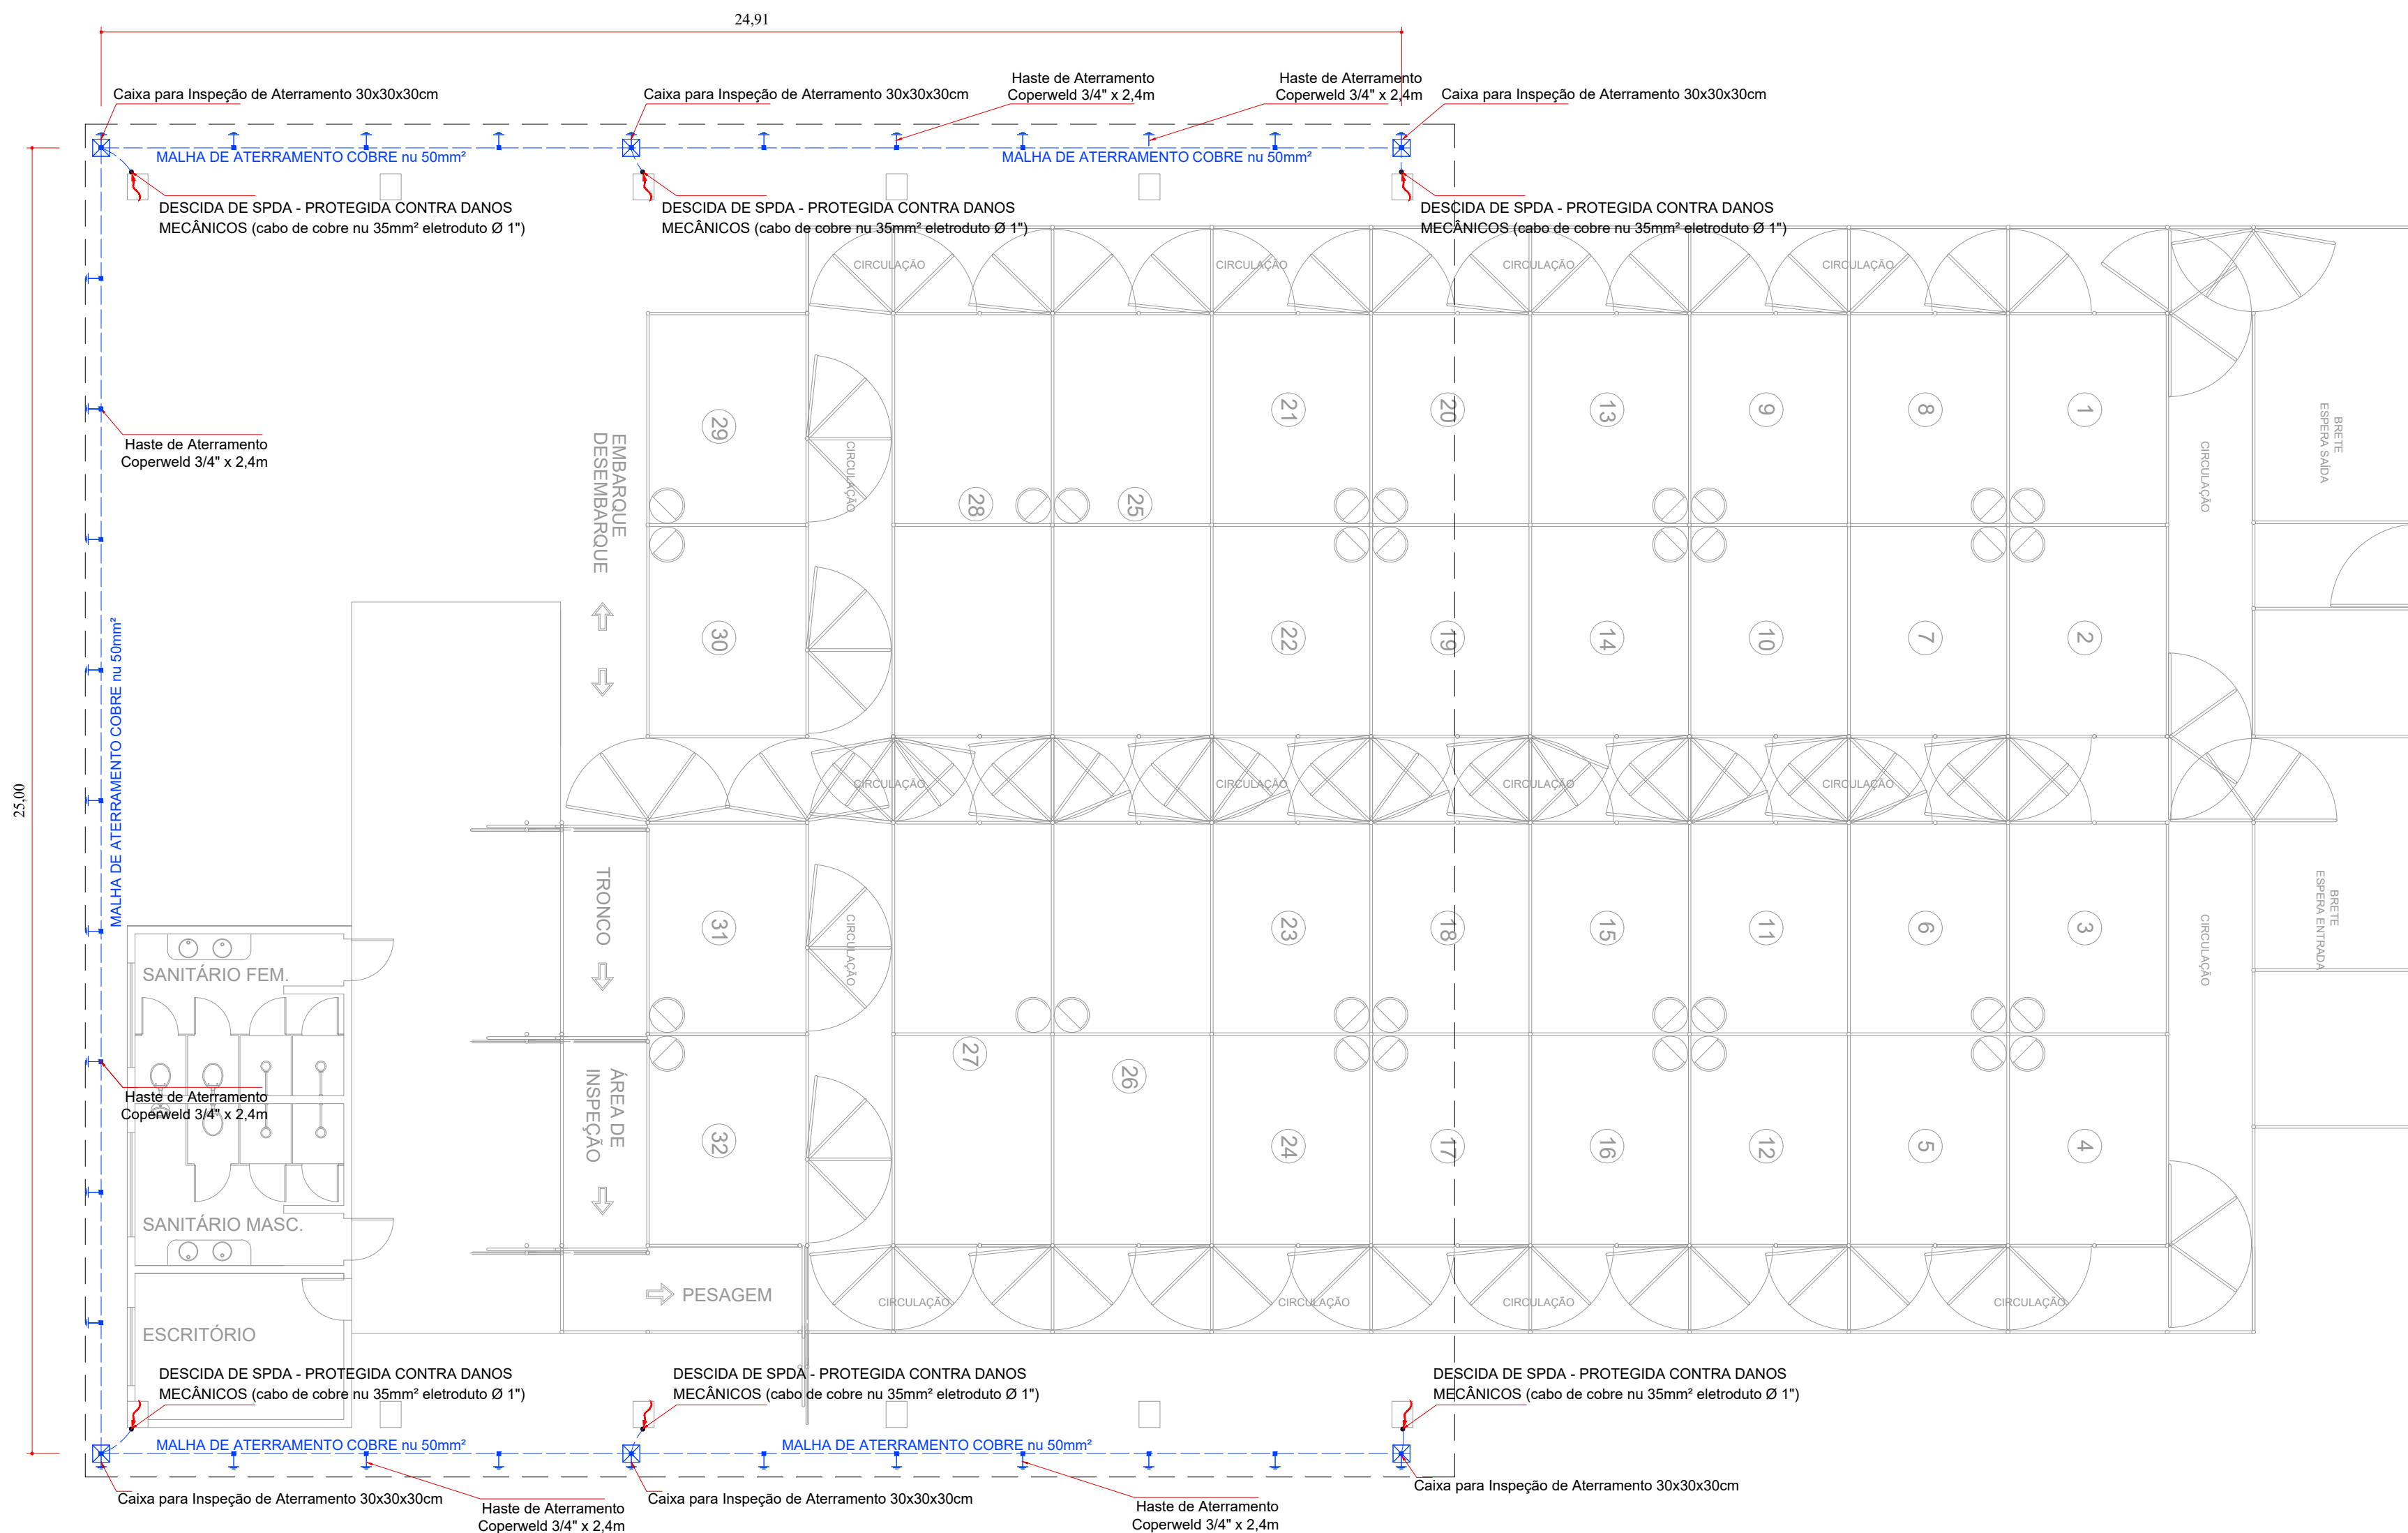 24,91
Haste de Aterramento
Coperweld 3/4" x 2,4m
Haste de Aterramento
Coperweld 3/4" x 2,4m
Caixa para Inspeção de Aterramento 30x30x30cm
Caixa para Inspeção de Aterramento 30x30x30cm
Caixa para Inspeção de Aterramento 30x30x30cm
MALHA DE ATERRAMENTO COBRE nu 50mm²
MALHA DE ATERRAMENTO COBRE nu 50mm²
DESCIDA DE SPDA - PROTEGIDA CONTRA DANOS
MECÂNICOS (cabo de cobre nu 35mm² eletroduto Ø 1")
DESCIDA DE SPDA - PROTEGIDA CONTRA DANOS
MECÂNICOS (cabo de cobre nu 35mm² eletroduto Ø 1")
DESCIDA DE SPDA - PROTEGIDA CONTRA DANOS
MECÂNICOS (cabo de cobre nu 35mm² eletroduto Ø 1")
CIRCULAÇÃO
CIRCULAÇÃO
CIRCULAÇÃO
CIRCULAÇÃO
29
21
20
13
9
8
1
BRETE
ESPERA SAÍDA
Haste de Aterramento
Coperweld 3/4" x 2,4m
EMBARQUE
DESEMBARQUE
CIRCULAÇÃO
CIRCULAÇÃO
28
25
30
22
19
14
10
7
2
MALHA DE ATERRAMENTO COBRE nu 50mm²
25,00
CIRCULAÇÃO
CIRCULAÇÃO
CIRCULAÇÃO
CIRCULAÇÃO
TRONCO
31
CIRCULAÇÃO
23
18
15
11
6
3
CIRCULAÇÃO
BRETE
ESPERA ENTRADA
SANITÁRIO FEM.
27
26
Haste de Aterramento
Coperweld 3/4" x 2,4m
ÁREA DE
INSPEÇÃO
32
24
17
16
12
5
4
SANITÁRIO MASC.
PESAGEM
CIRCULAÇÃO
CIRCULAÇÃO
CIRCULAÇÃO
CIRCULAÇÃO
ESCRITÓRIO
DESCIDA DE SPDA - PROTEGIDA CONTRA DANOS
MECÂNICOS (cabo de cobre nu 35mm² eletroduto Ø 1")
DESCIDA DE SPDA - PROTEGIDA CONTRA DANOS
MECÂNICOS (cabo de cobre nu 35mm² eletroduto Ø 1")
DESCIDA DE SPDA - PROTEGIDA CONTRA DANOS
MECÂNICOS (cabo de cobre nu 35mm² eletroduto Ø 1")
MALHA DE ATERRAMENTO COBRE nu 50mm²
MALHA DE ATERRAMENTO COBRE nu 50mm²
Caixa para Inspeção de Aterramento 30x30x30cm
Haste de Aterramento
Coperweld 3/4" x 2,4m
Caixa para Inspeção de Aterramento 30x30x30cm
Haste de Aterramento
Coperweld 3/4" x 2,4m
Caixa para Inspeção de Aterramento 30x30x30cm